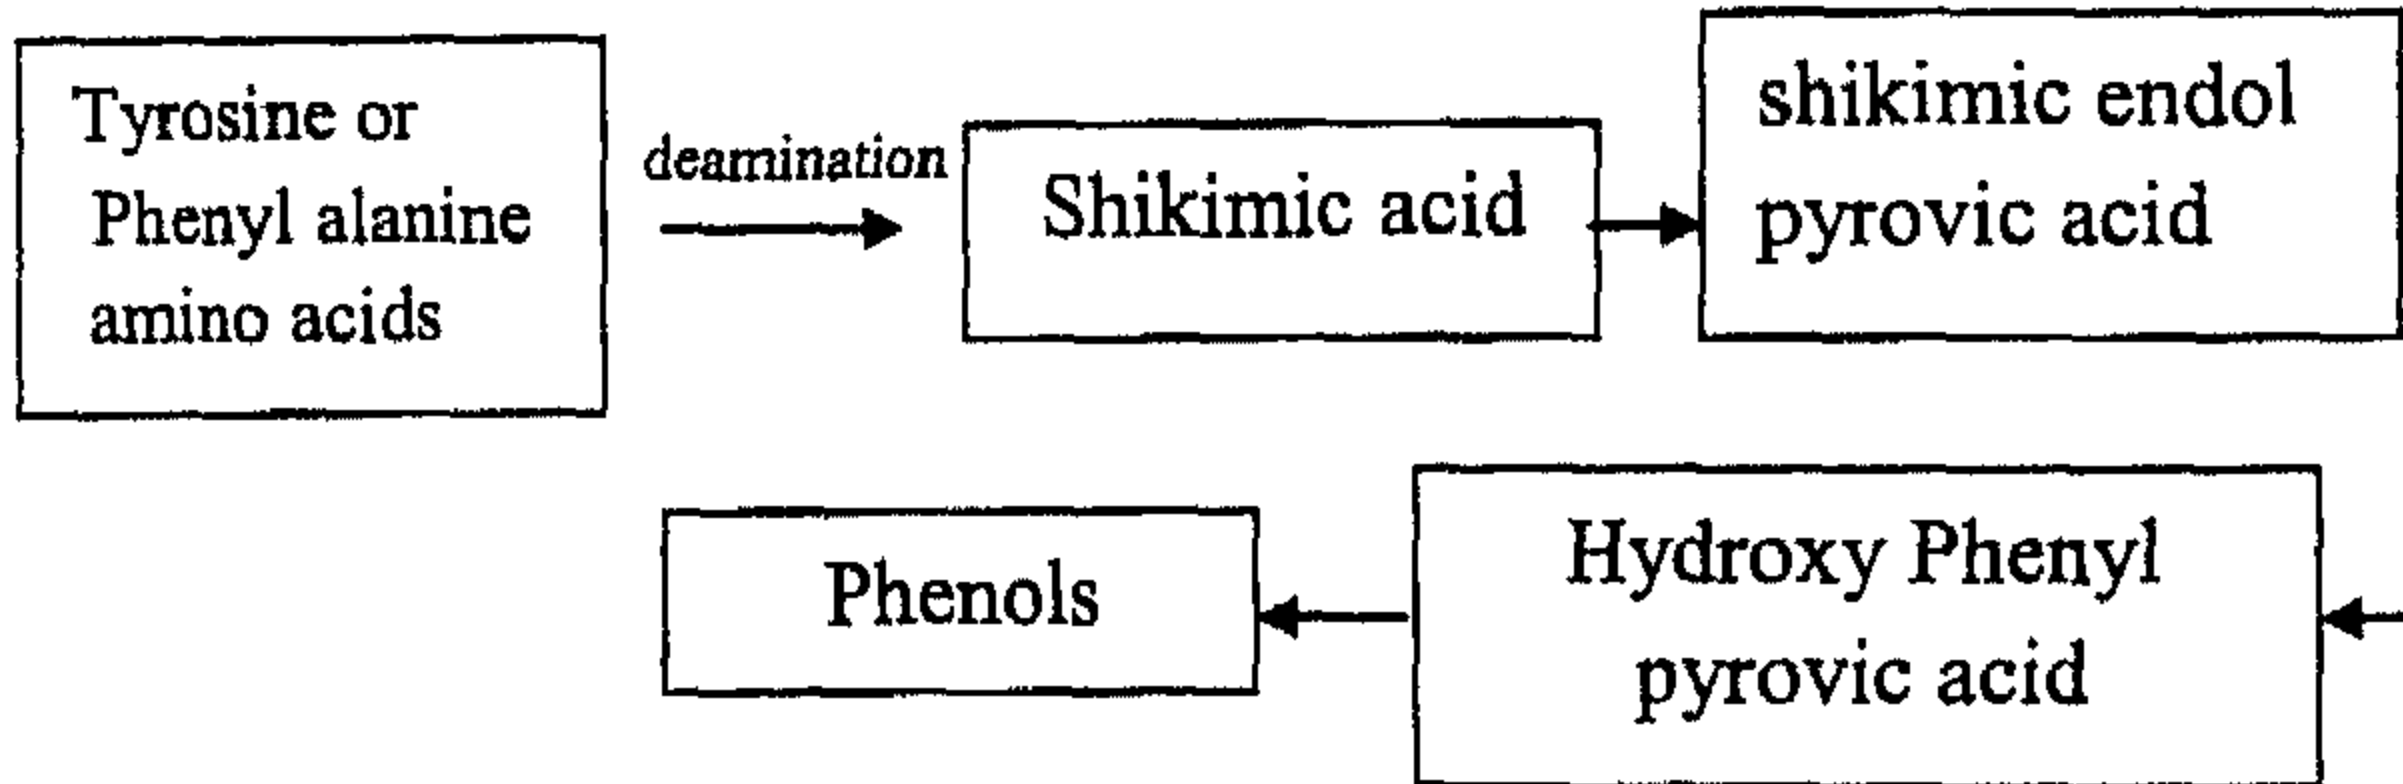 Tyrosine or
Phenyl alanine
amino acids
deamination
Shikimic acid
shikimic endol
pyrovic acid
Hydroxy Phenyl
pyrovic acid
Phenols